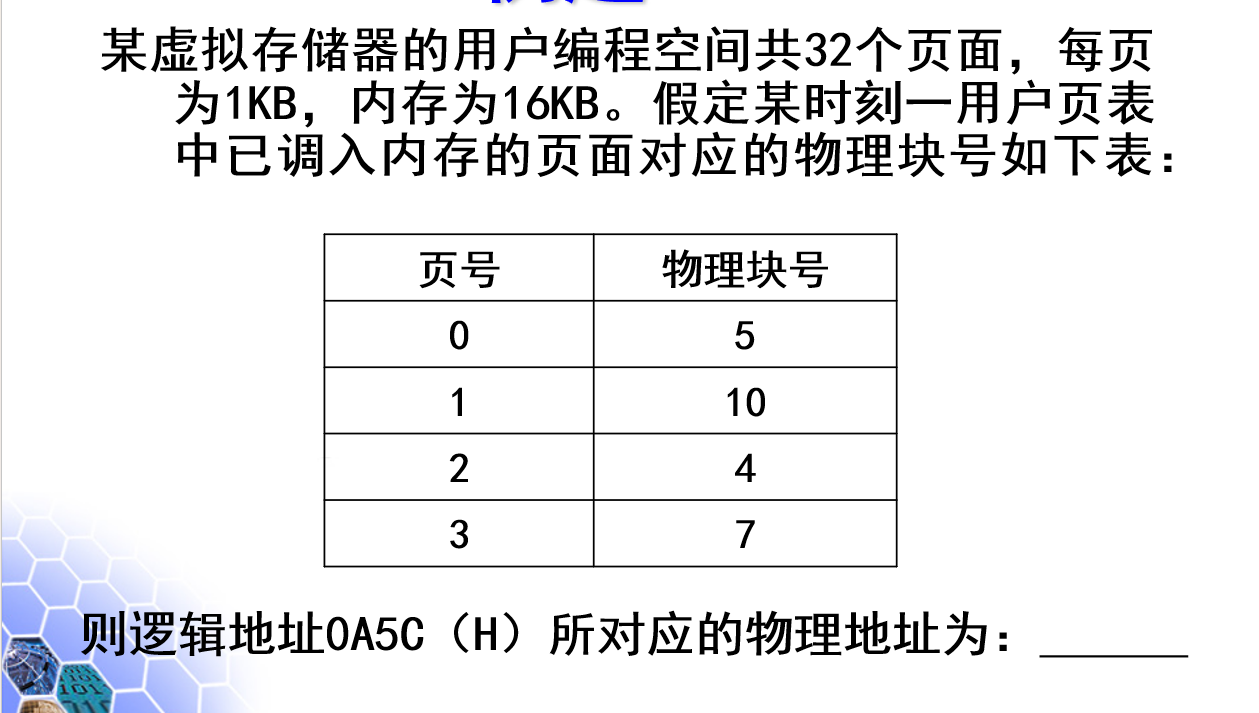 某虚拟存储器的用户编程空间共32个页面，每页
为1KB，内存为16KB。假定某时刻一用户页表
中已调入内存的页面对应的物理块号如下表：
页号 物理块号
0 5
1 10
2 4
3 7
则逻辑地址0A5C（H）所对应的物理地址为：______